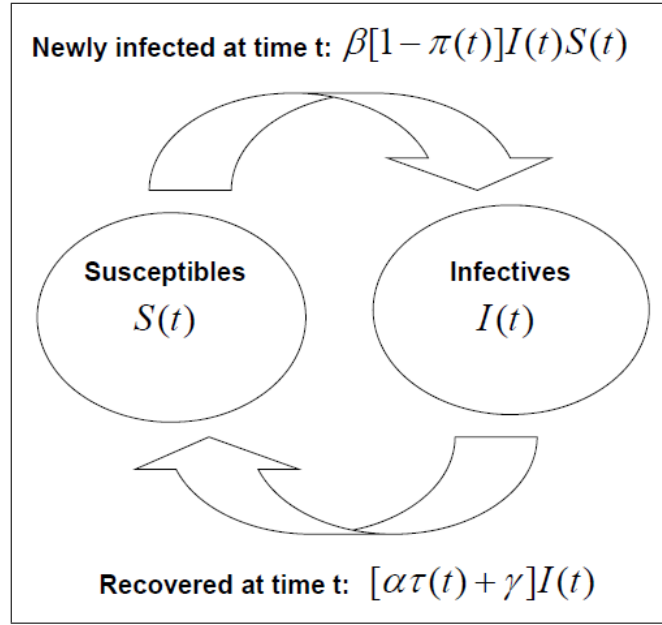 Newly infected at time t: β[1−π(t)]I(t)S(t)
Susceptibles
S(t)
Infectives
I(t)
Recovered at time t: [ατ(t)+γ]I(t)